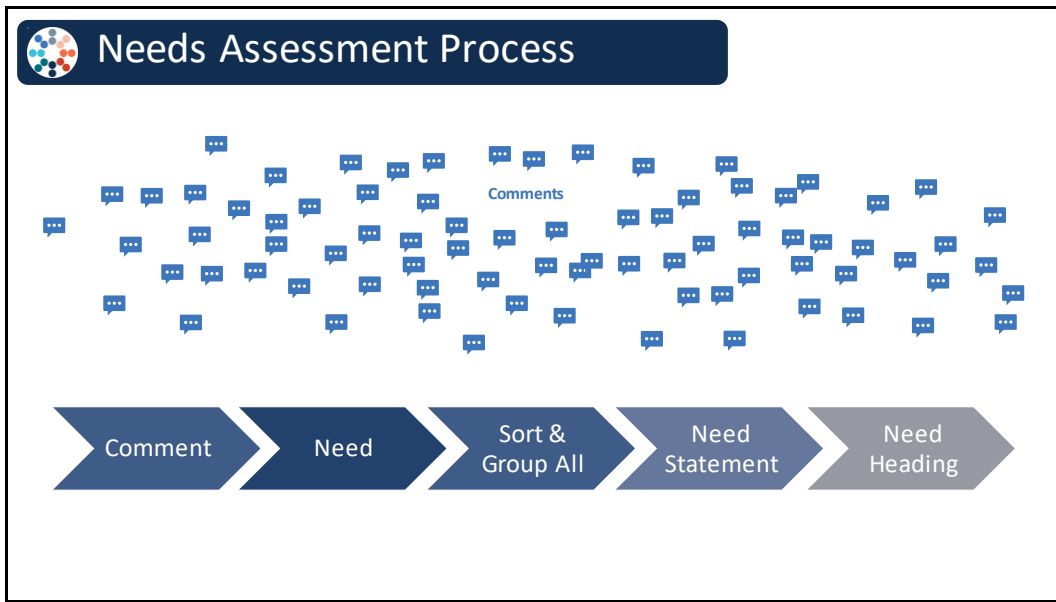 Needs Assessment Process
Comments
Comment
Need
Sort &
Group All
Need
Statement
Need
Heading